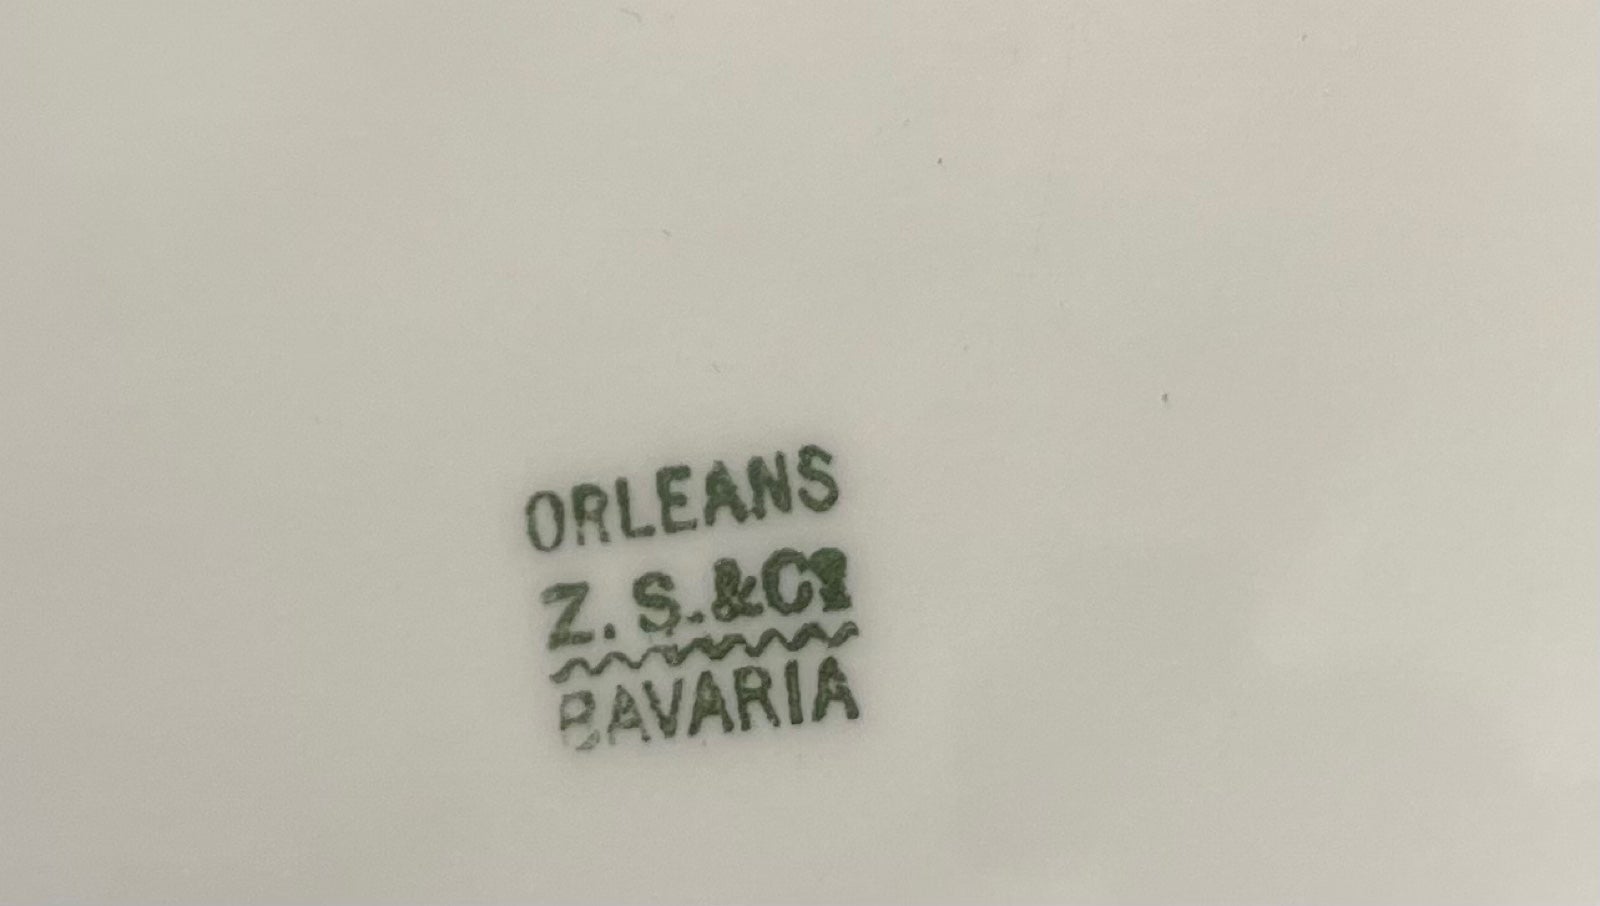 ORLEANS
Z. S. & Co
BAVARIA